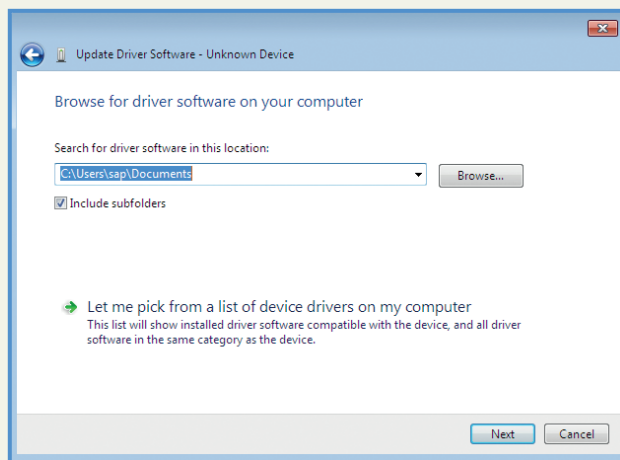 Update Driver Software - Unknown Device
Browse for driver software on your computer
Search for driver software in this location:
C:\Users\sap\Documents
Browse...
Include subfolders
Let me pick from a list of device drivers on my computer
This list will show installed driver software compatible with the device, and all driver
software in the same category as the device.
Next
Cancel